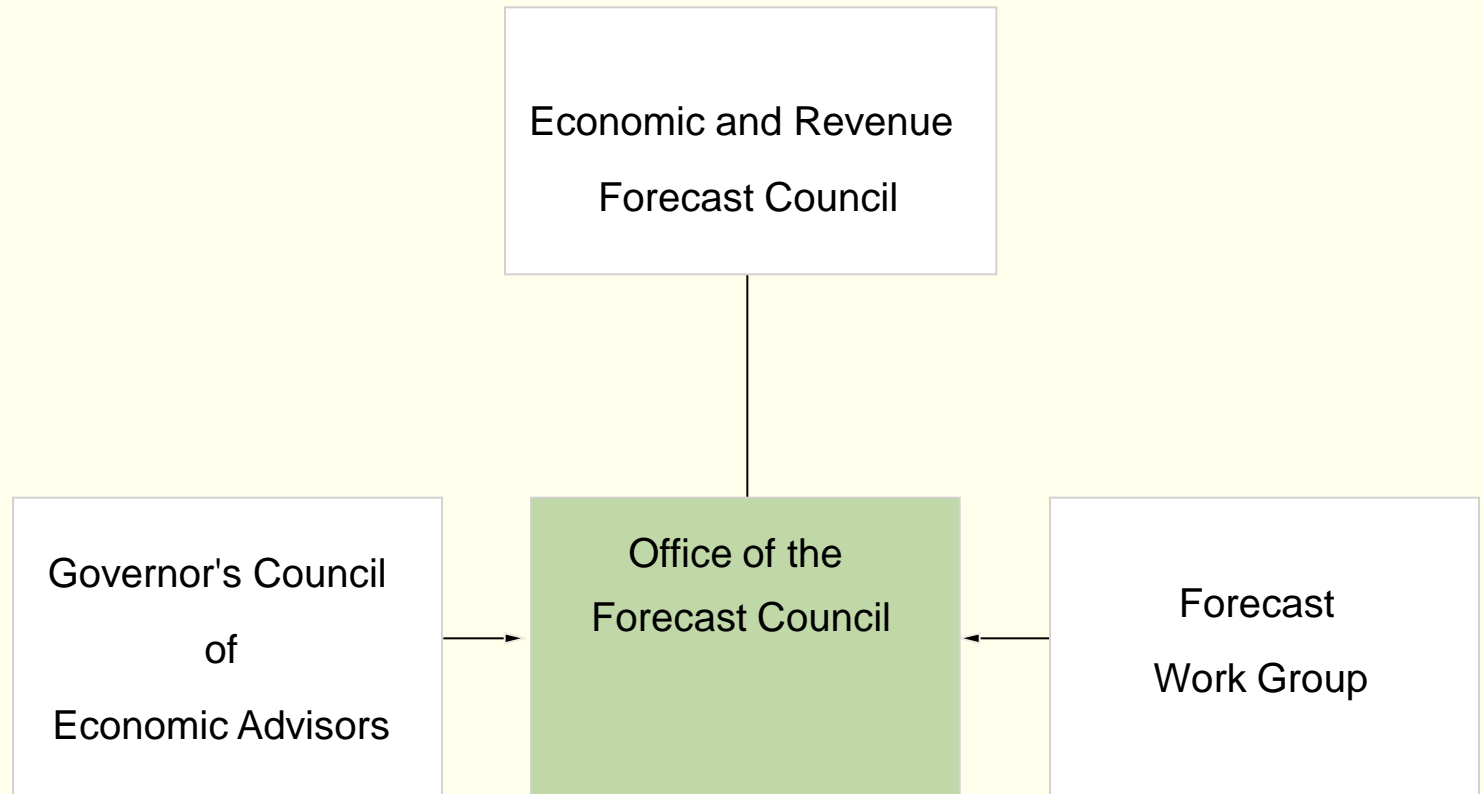 Economic and Revenue
Forecast Council
Governor's Council
of
Economic Advisors
Office of the
Forecast Council
Forecast
Work Group